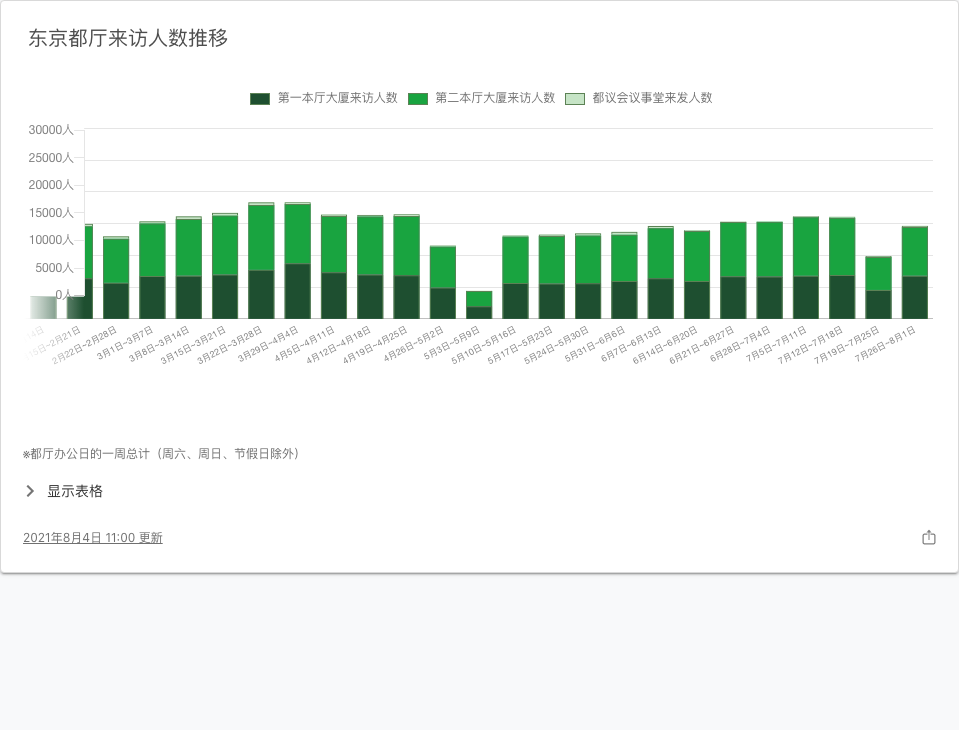 东京都厅来访人数推移
第一本厅大厦来访人数 第二本厅大厦来访人数 都议会议事堂来发人数
30000人
25000人
20000人
15000人
10000人
5000人
0人
2月22日~2月28日
3月1日~3月7日
3月8日~3月14日
3月15日~3月21日
3月22日~3月28日
3月29日~4月4日
4月5日~4月11日
4月12日~4月18日
4月19日~4月25日
4月26日~5月2日
5月3日~5月9日
5月10日~5月16日
5月17日~5月23日
5月24日~5月30日
5月31日~6月6日
6月7日~6月13日
6月14日~6月20日
6月21日~6月27日
6月28日~7月4日
7月5日~7月11日
7月12日~7月18日
7月19日~7月25日
7月26日~8月1日
※都厅办公日的一周总计（周六、周日、节假日除外）
显示表格
2021年8月4日 11:00 更新